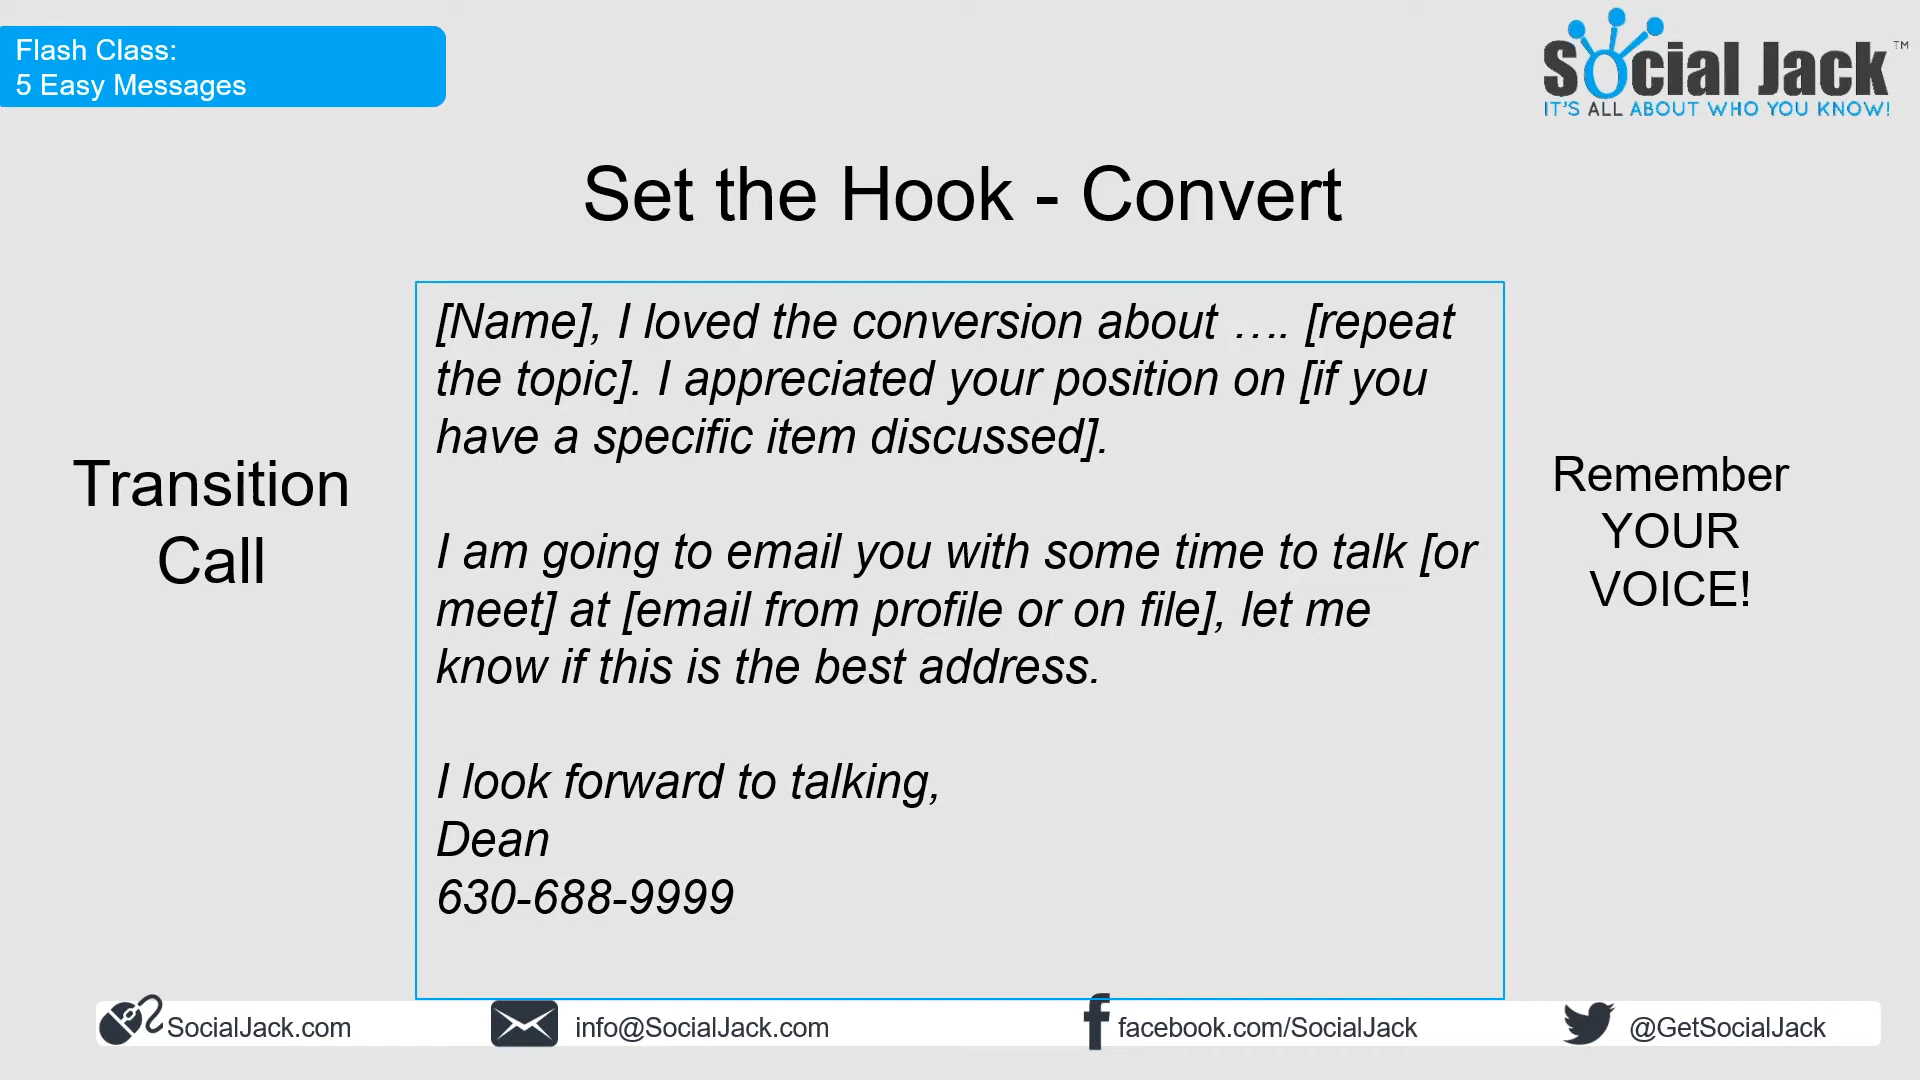 Flash Class:
5 Easy Messages
Social Jack™
IT'S ALL ABOUT WHO YOU KNOW!
Set the Hook - Convert
Transition
Call
[Name], I loved the conversion about …. [repeat
the topic]. I appreciated your position on [if you
have a specific item discussed].
I am going to email you with some time to talk [or
meet] at [email from profile or on file], let me
know if this is the best address.
I look forward to talking,
Dean
630-688-9999
Remember
YOUR
VOICE!
SocialJack.com
info@SocialJack.com
facebook.com/SocialJack
@GetSocialJack